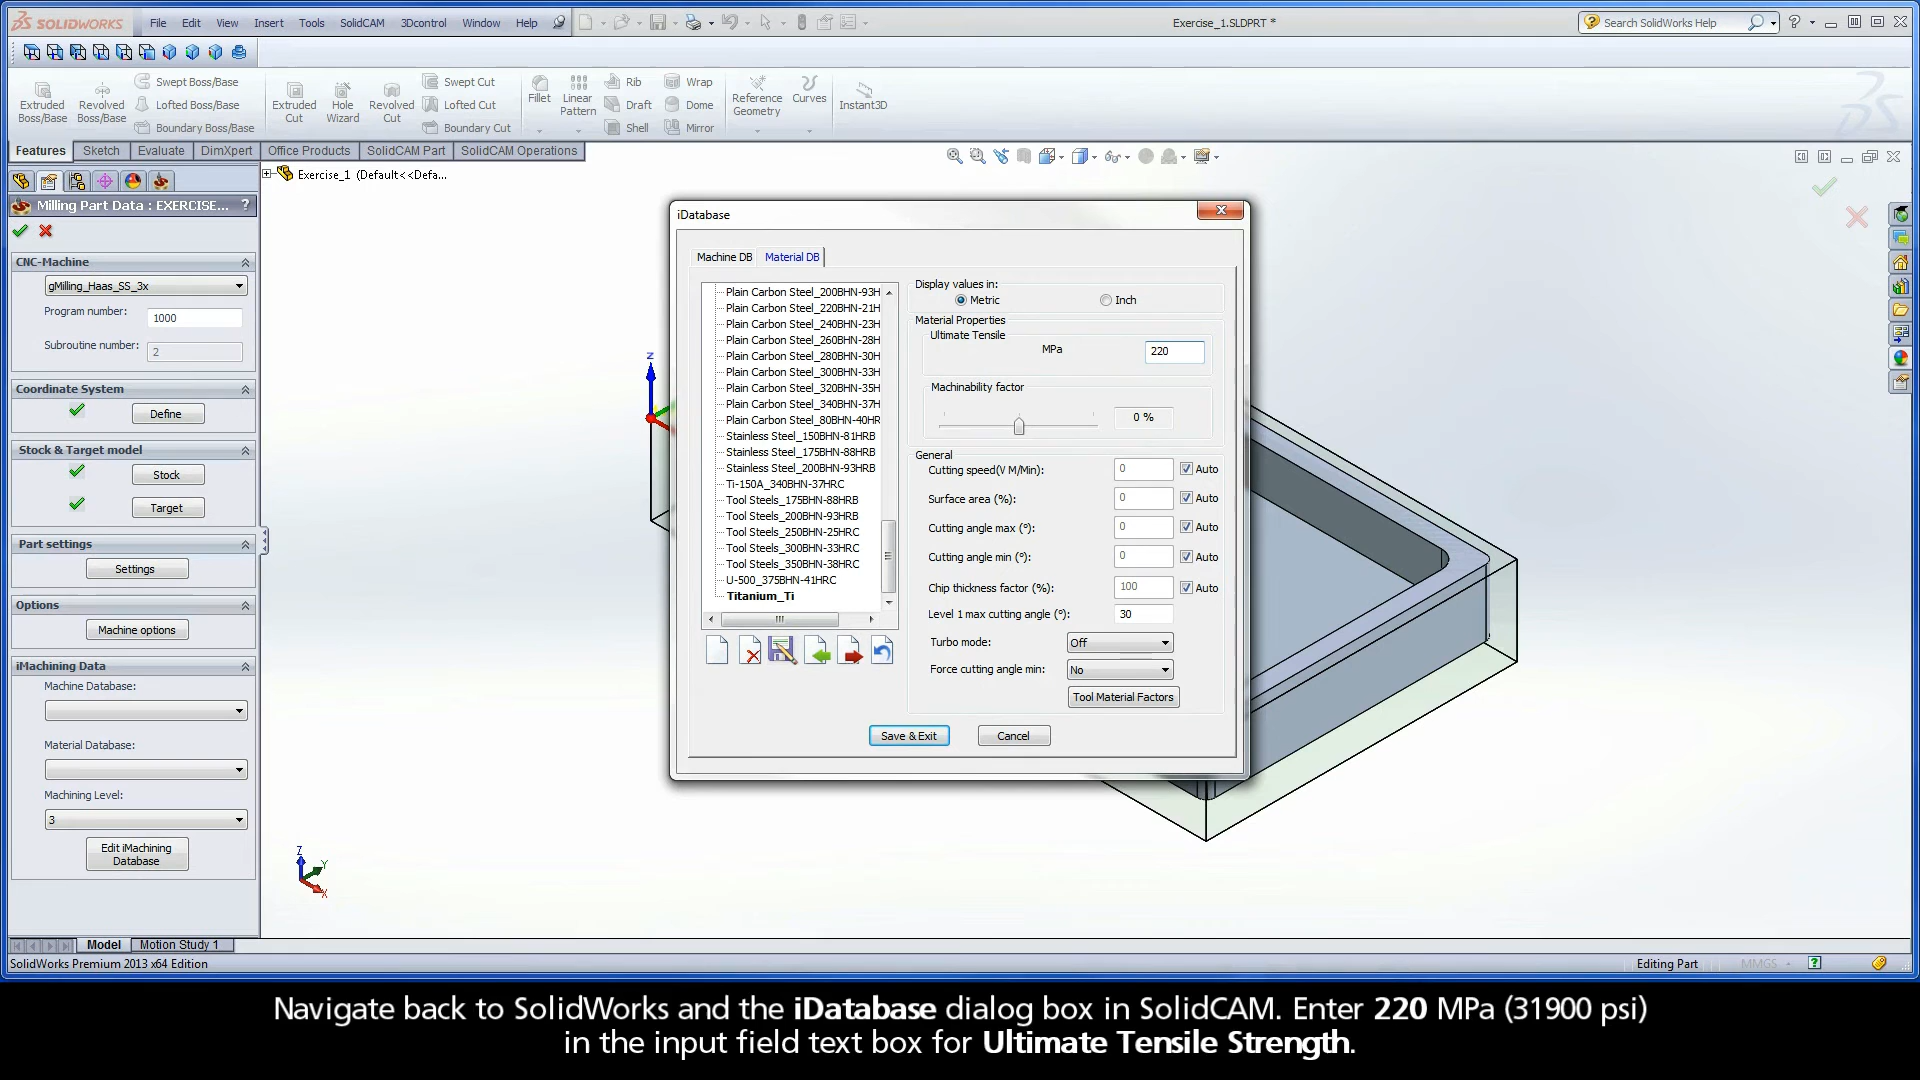 SOLIDWORKS File Edit View Insert Tools SolidCAM 3Dcontrol Window Help Exercise_1.SLDPRT * Search SolidWorks Help
Extruded Boss/Base
Revolved Boss/Base
Swept Boss/Base
Lofted Boss/Base
Boundary Boss/Base
Extruded Cut
Hole Wizard
Revolved Cut
Swept Cut
Lofted Cut
Boundary Cut
Fillet
Linear Pattern
Rib
Draft
Shell
Wrap
Dome
Mirror
Reference Geometry
Curves
Instant3D
Features Sketch Evaluate DimXpert Office Products SolidCAM Part SolidCAM Operations
Exercise_1 (Default<<Defa...
Milling Part Data : EXERCISE... ?
CNC-Machine
gMilling_Haas_SS_3x
Program number: 1000
Subroutine number: 2
Coordinate System
Define
Stock & Target model
Stock
Target
Part settings
Settings
Options
Machine options
iMachining Data
Machine Database:
Material Database:
Machining Level:
3
Edit iMachining
Database
iDatabase
Machine DB Material DB
Plain Carbon Steel_200BHN-93H
Plain Carbon Steel_220BHN-21H
Plain Carbon Steel_240BHN-23H
Plain Carbon Steel_260BHN-28H
Plain Carbon Steel_280BHN-30H
Plain Carbon Steel_300BHN-33H
Plain Carbon Steel_320BHN-35H
Plain Carbon Steel_340BHN-37H
Plain Carbon Steel_80BHN-40HR
Stainless Steel_150BHN-81HRB
Stainless Steel_175BHN-88HRB
Stainless Steel_200BHN-93HRB
Ti-150A_340BHN-37HRC
Tool Steels_175BHN-88HRB
Tool Steels_200BHN-93HRB
Tool Steels_250BHN-25HRC
Tool Steels_300BHN-33HRC
Tool Steels_350BHN-38HRC
U-500_375BHN-41HRC
Titanium_Ti
Display values in:
Metric Inch
Material Properties
Ultimate Tensile
MPa 220
Machinability factor
0 %
General
Cutting speed(V M/Min): 0 Auto
Surface area (%): 0 Auto
Cutting angle max (°): 0 Auto
Cutting angle min (°): 0 Auto
Chip thickness factor (%): 100 Auto
Level 1 max cutting angle (°): 30
Turbo mode: Off
Force cutting angle min: No
Tool Material Factors
Save & Exit Cancel
Z
Z
Y
X
Model Motion Study 1
SolidWorks Premium 2013 x64 Edition Editing Part MMGS
Navigate back to SolidWorks and the iDatabase dialog box in SolidCAM. Enter 220 MPa (31900 psi)
in the input field text box for Ultimate Tensile Strength.